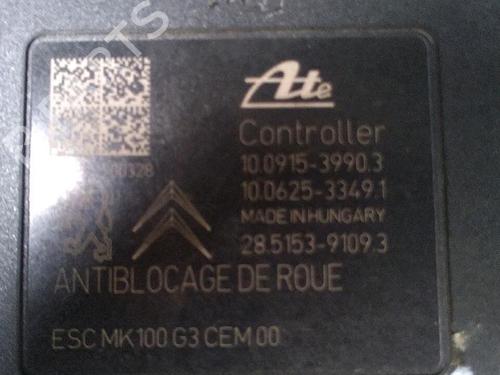 Ate
Controller
10.0915-3990.3
10.0625-3349.1
MADE IN HUNGARY
28.5153-9109.3
ANTIBLOCAGE DE ROUE
ESC MK100 G3 CEM 00